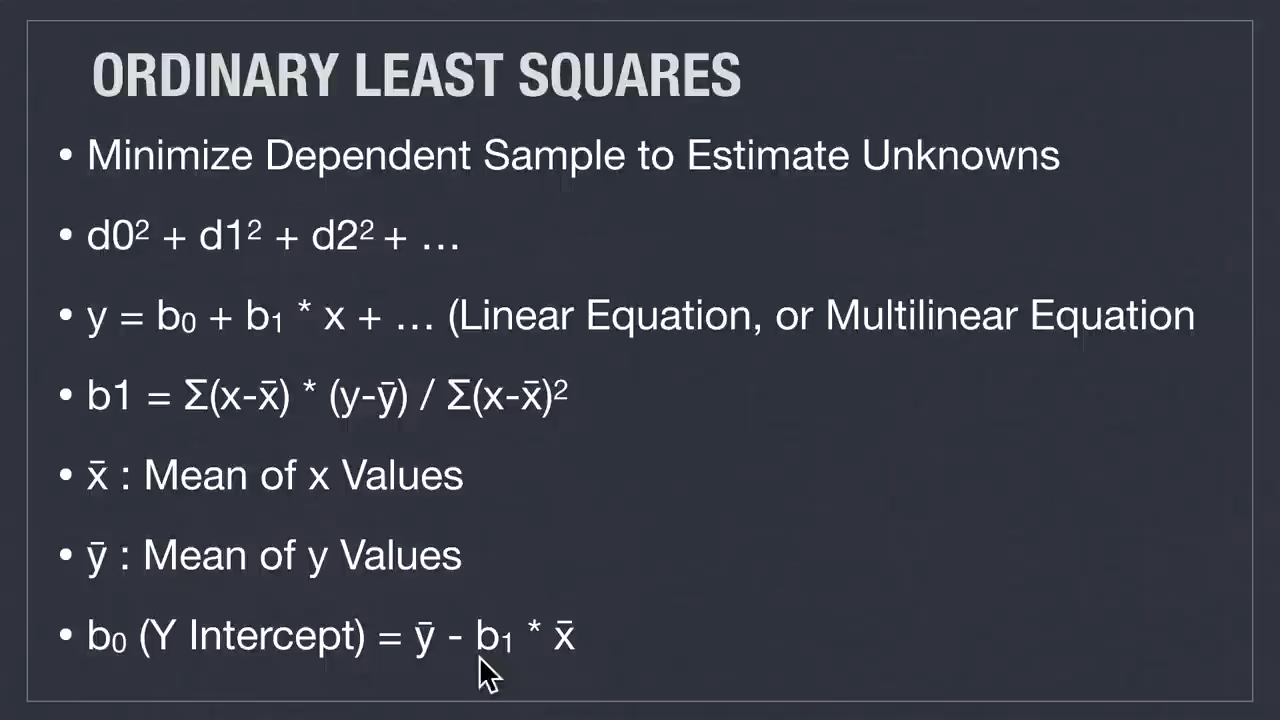 ORDINARY LEAST SQUARES
• Minimize Dependent Sample to Estimate Unknowns
• d0² + d1² + d2² + …
• y = b₀ + b₁ * x + … (Linear Equation, or Multilinear Equation
• b1 = Σ(x-x̄) * (y-ȳ) / Σ(x-x̄)²
• x̄ : Mean of x Values
• ȳ : Mean of y Values
• b₀ (Y Intercept) = ȳ - b₁ * x̄